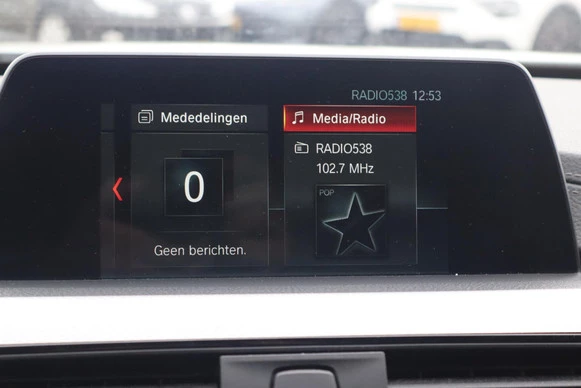 RADIO538 12:53
Mededelingen
Media/Radio
0
Geen berichten.
RADIO538
102.7 MHz
POP